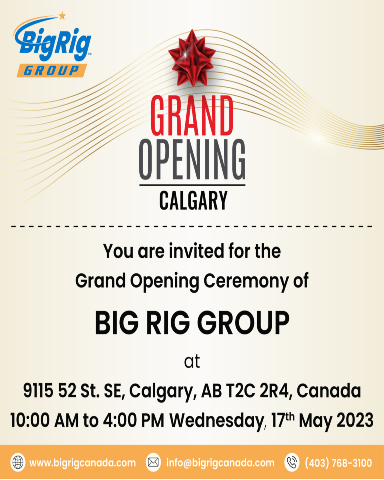 BigRig
GROUP
GRAND
OPENING
CALGARY
You are invited for the
Grand Opening Ceremony of
BIG RIG GROUP
at
9115 52 St. SE, Calgary, AB T2C 2R4, Canada
10:00 AM to 4:00 PM Wednesday, 17th May 2023
www.bigrigcanada.com info@bigrigcanada.com (403) 768-3100